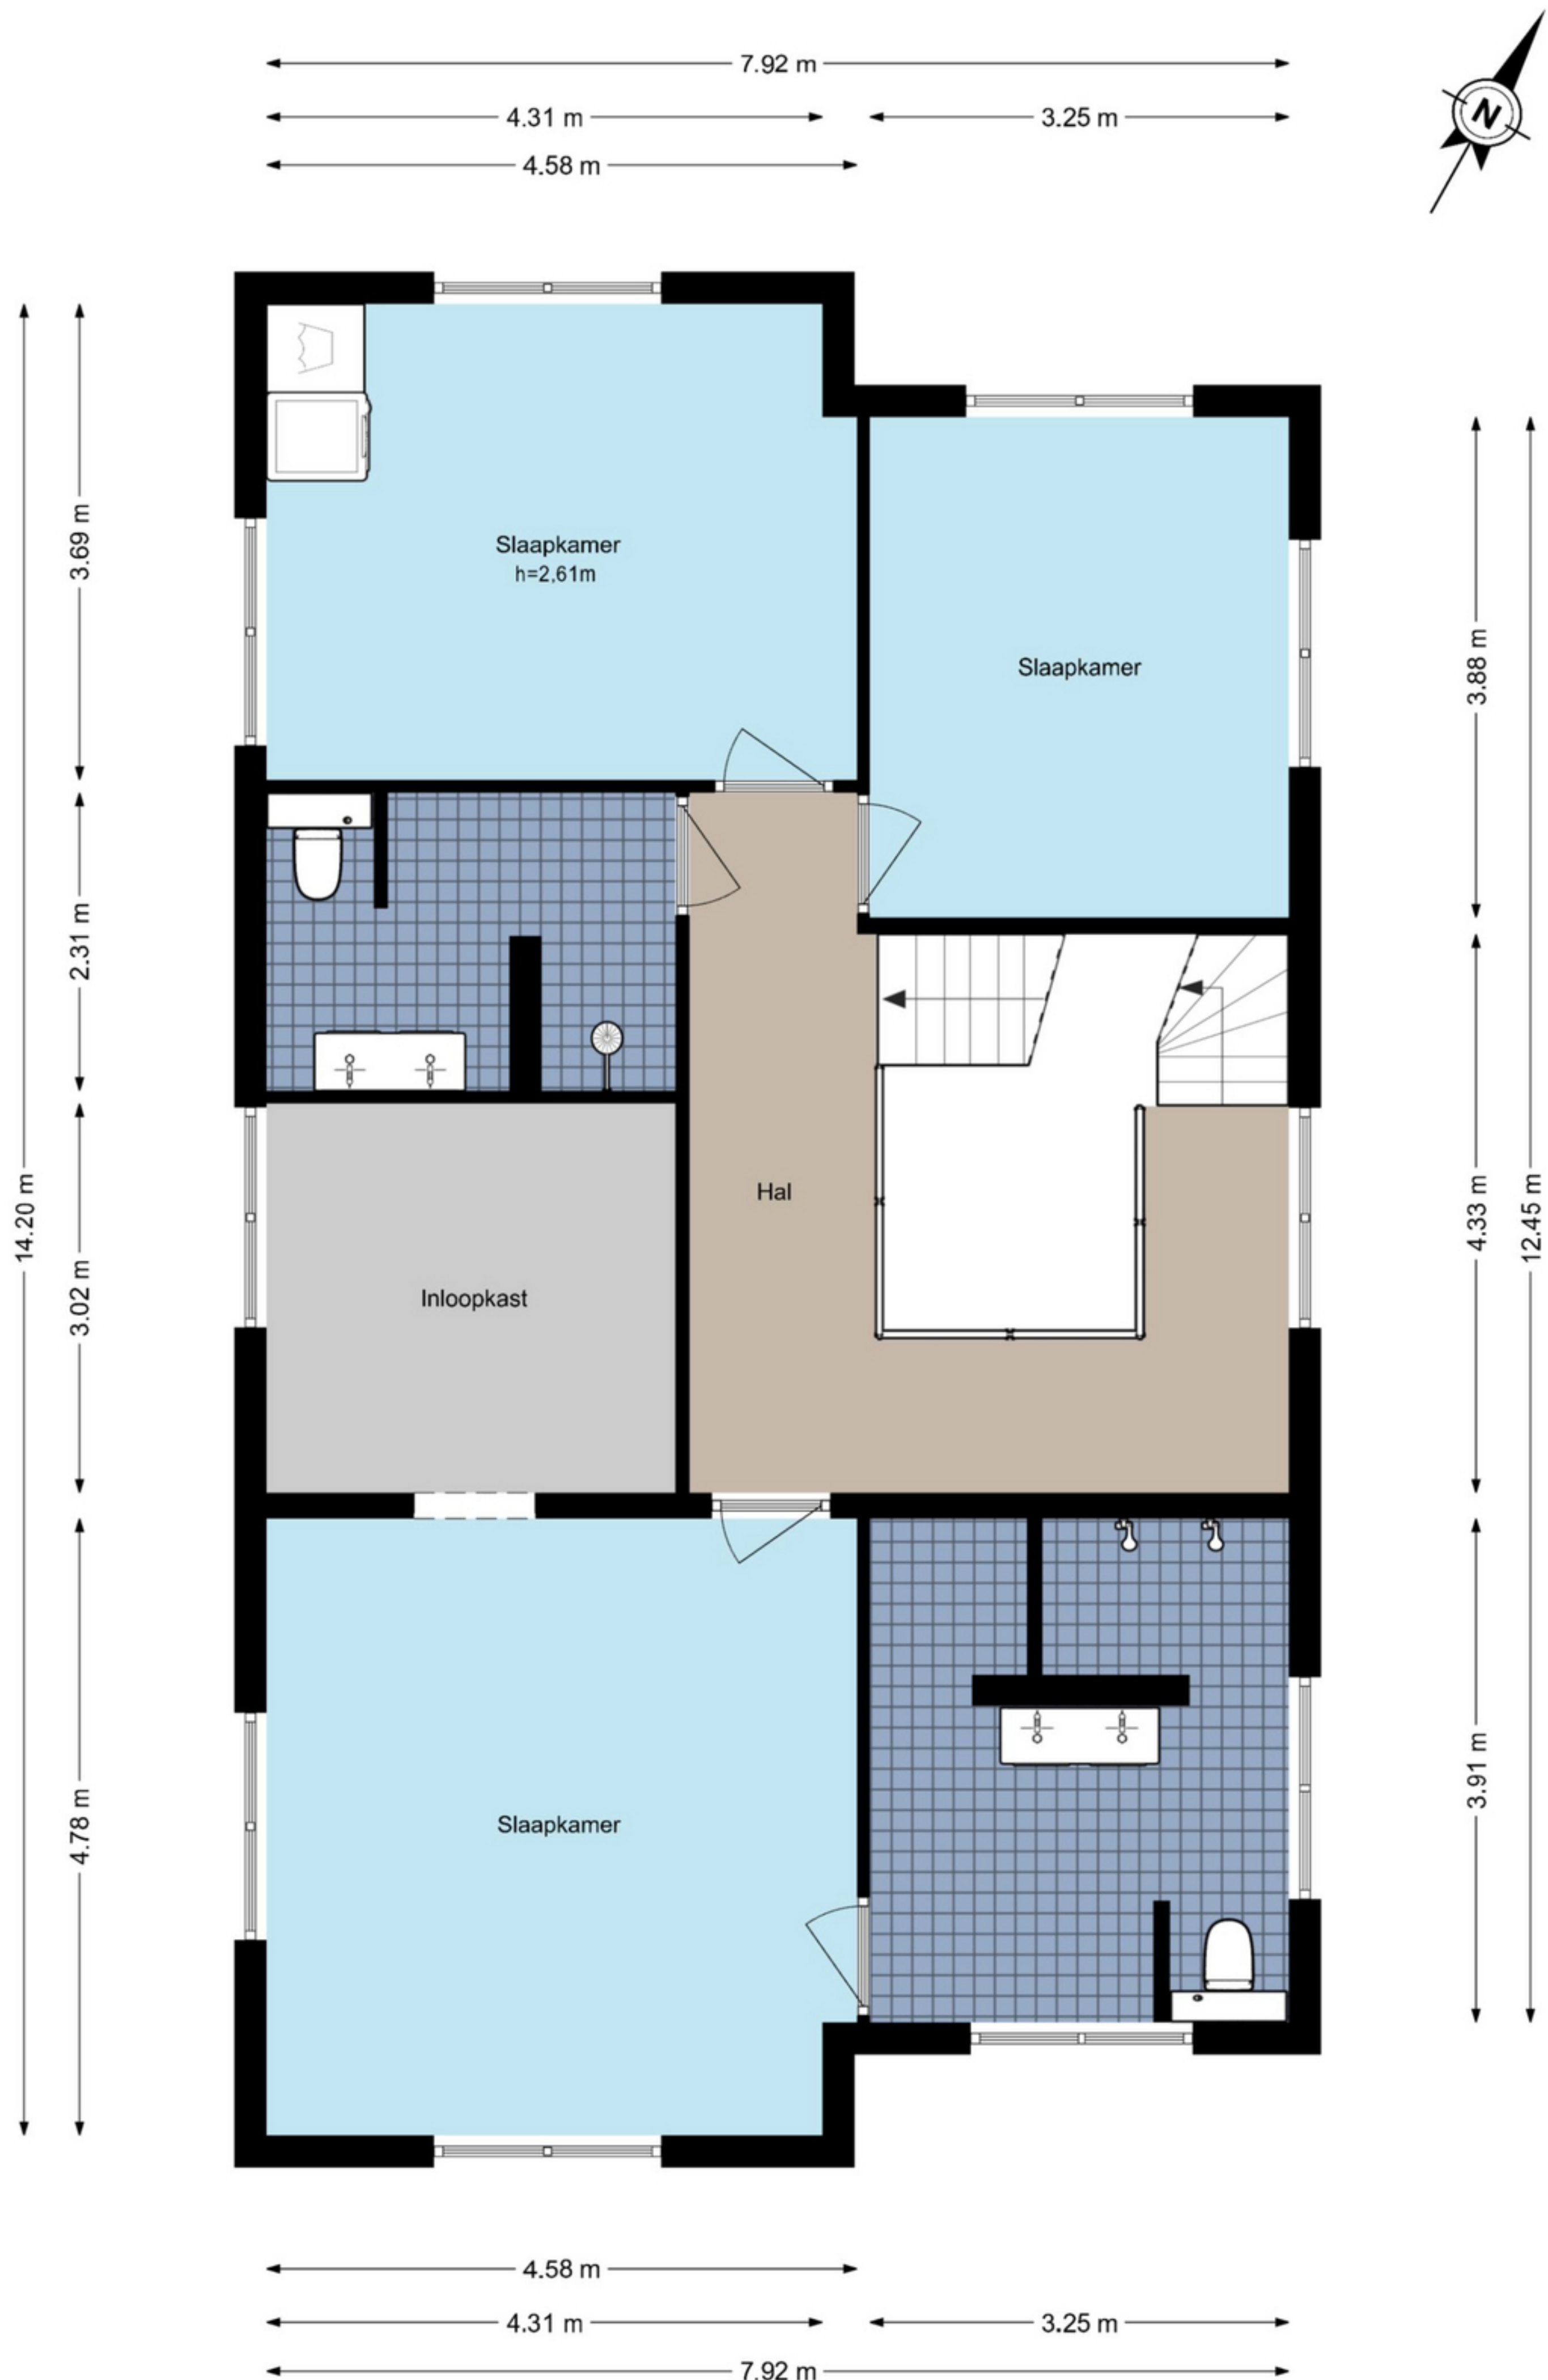 7.92 m
4.31 m
3.25 m
4.58 m
N
Slaapkamer
h=2,61m
3.69 m
Slaapkamer
3.88 m
2.31 m
14.20 m
Hal
4.33 m
12.45 m
3.02 m
Inloopkast
Slaapkamer
4.78 m
3.91 m
4.58 m
4.31 m
3.25 m
7.92 m